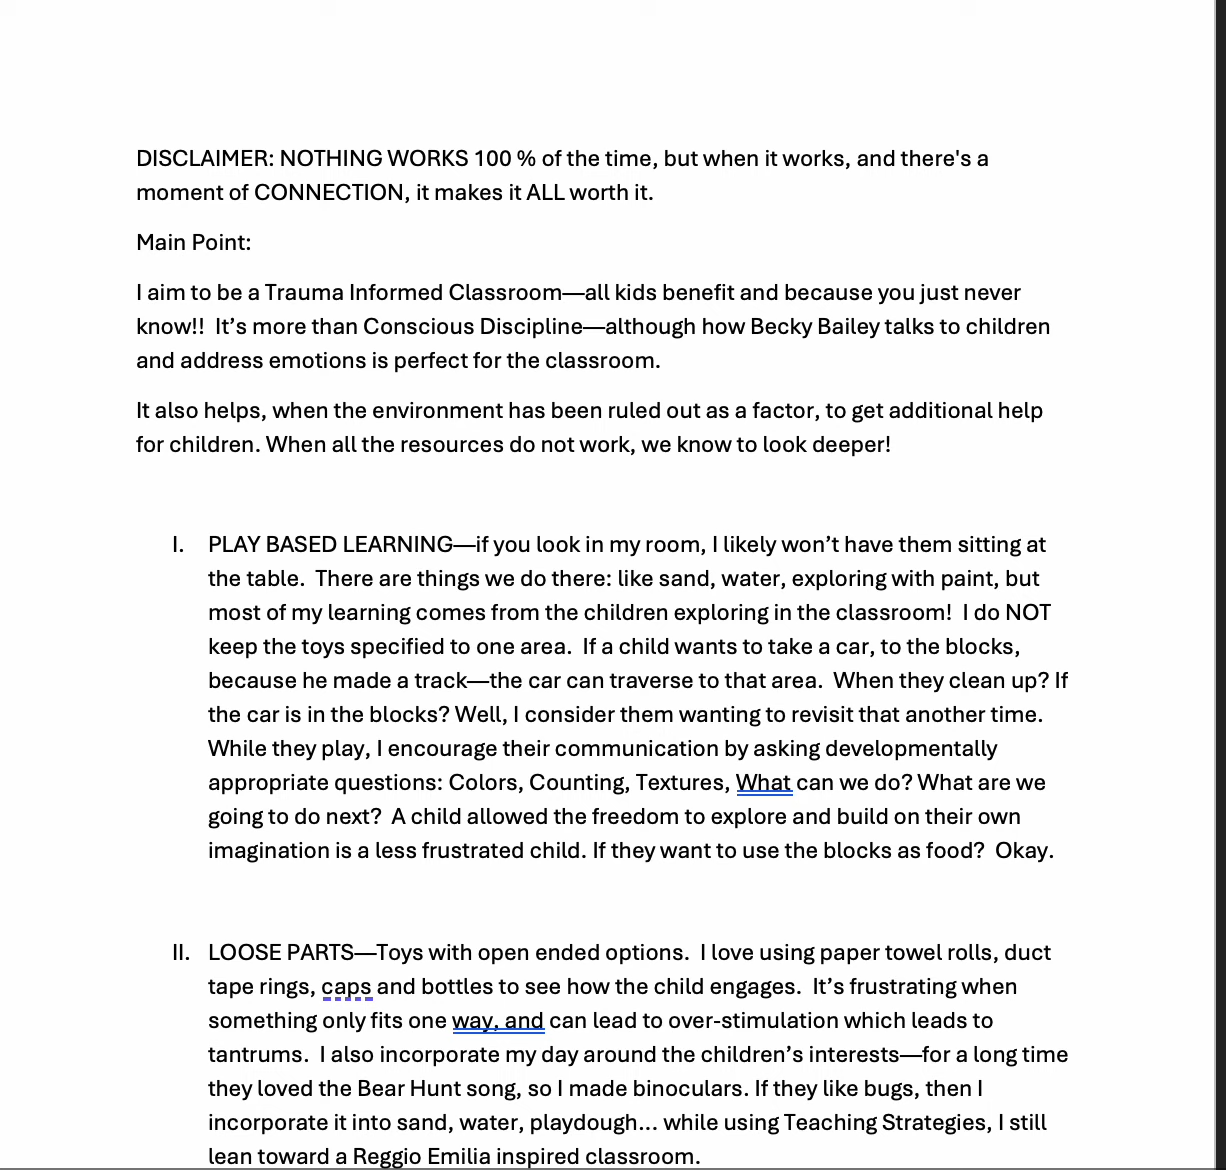 DISCLAIMER: NOTHING WORKS 100 % of the time, but when it works, and there's a
moment of CONNECTION, it makes it ALL worth it.
Main Point:
I aim to be a Trauma Informed Classroom—all kids benefit and because you just never
know!!  It’s more than Conscious Discipline—although how Becky Bailey talks to children
and address emotions is perfect for the classroom.
It also helps, when the environment has been ruled out as a factor, to get additional help
for children. When all the resources do not work, we know to look deeper!
I. PLAY BASED LEARNING—if you look in my room, I likely won’t have them sitting at
the table.  There are things we do there: like sand, water, exploring with paint, but
most of my learning comes from the children exploring in the classroom!  I do NOT
keep the toys specified to one area.  If a child wants to take a car, to the blocks,
because he made a track—the car can traverse to that area.  When they clean up? If
the car is in the blocks? Well, I consider them wanting to revisit that another time.
While they play, I encourage their communication by asking developmentally
appropriate questions: Colors, Counting, Textures, What can we do? What are we
going to do next?  A child allowed the freedom to explore and build on their own
imagination is a less frustrated child. If they want to use the blocks as food?  Okay.
II. LOOSE PARTS—Toys with open ended options.  I love using paper towel rolls, duct
tape rings, caps and bottles to see how the child engages.  It’s frustrating when
something only fits one way, and can lead to over-stimulation which leads to
tantrums.  I also incorporate my day around the children’s interests—for a long time
they loved the Bear Hunt song, so I made binoculars. If they like bugs, then I
incorporate it into sand, water, playdough… while using Teaching Strategies, I still
lean toward a Reggio Emilia inspired classroom.